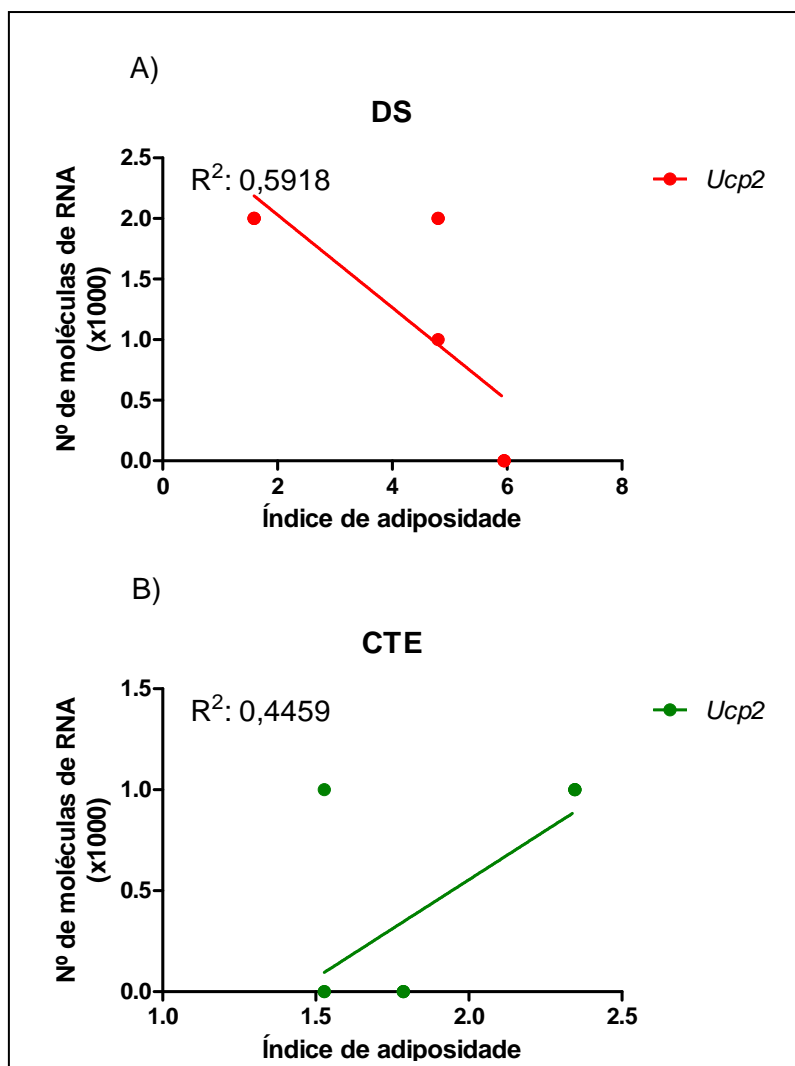 A)
DS
R²: 0,5918
Ucp2
Nº de moléculas de RNA
(x1000)
2.5
2.0
1.5
1.0
0.5
0.0
0
2
4
6
8
Índice de adiposidade
B)
CTE
R²: 0,4459
Ucp2
Nº de moléculas de RNA
(x1000)
1.5
1.0
0.5
0.0
1.0
1.5
2.0
2.5
Índice de adiposidade